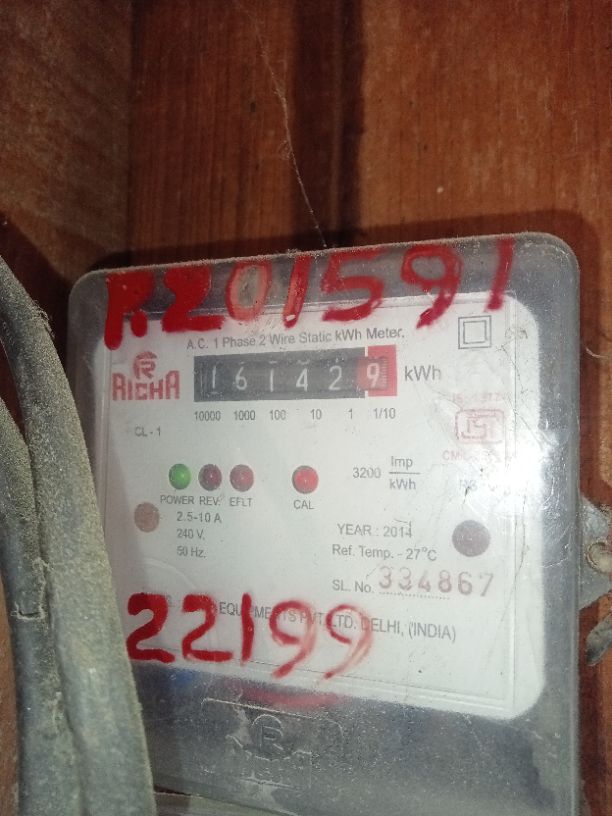 R201591
A.C. 1 Phase 2 Wire Static kWh Meter.
R
RICHA
161429 kWh
10000 1000 100 10 1 1/10
CL - 1
3200 Imp/kWh
POWER REV. EFLT CAL
2.5-10 A
240 V.
50 Hz.
YEAR : 2014
Ref. Temp. - 27°C
SL. No. 334867
EQUIPMENTS PVT. LTD. DELHI, (INDIA)
22199
R